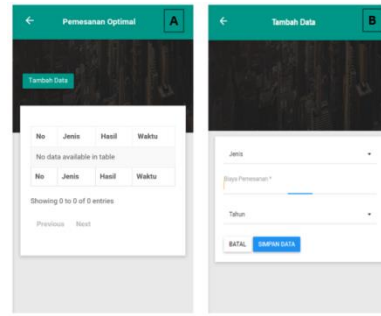 Pemesanan Optimal
A
Tambah Data
No Jenis Hasil Waktu
No data available in table
No Jenis Hasil Waktu
Showing 0 to 0 of 0 entries
Previous Next
Tambah Data
B
Jenis
Biaya Pemesanan *
Tahun
BATAL SIMPAN DATA